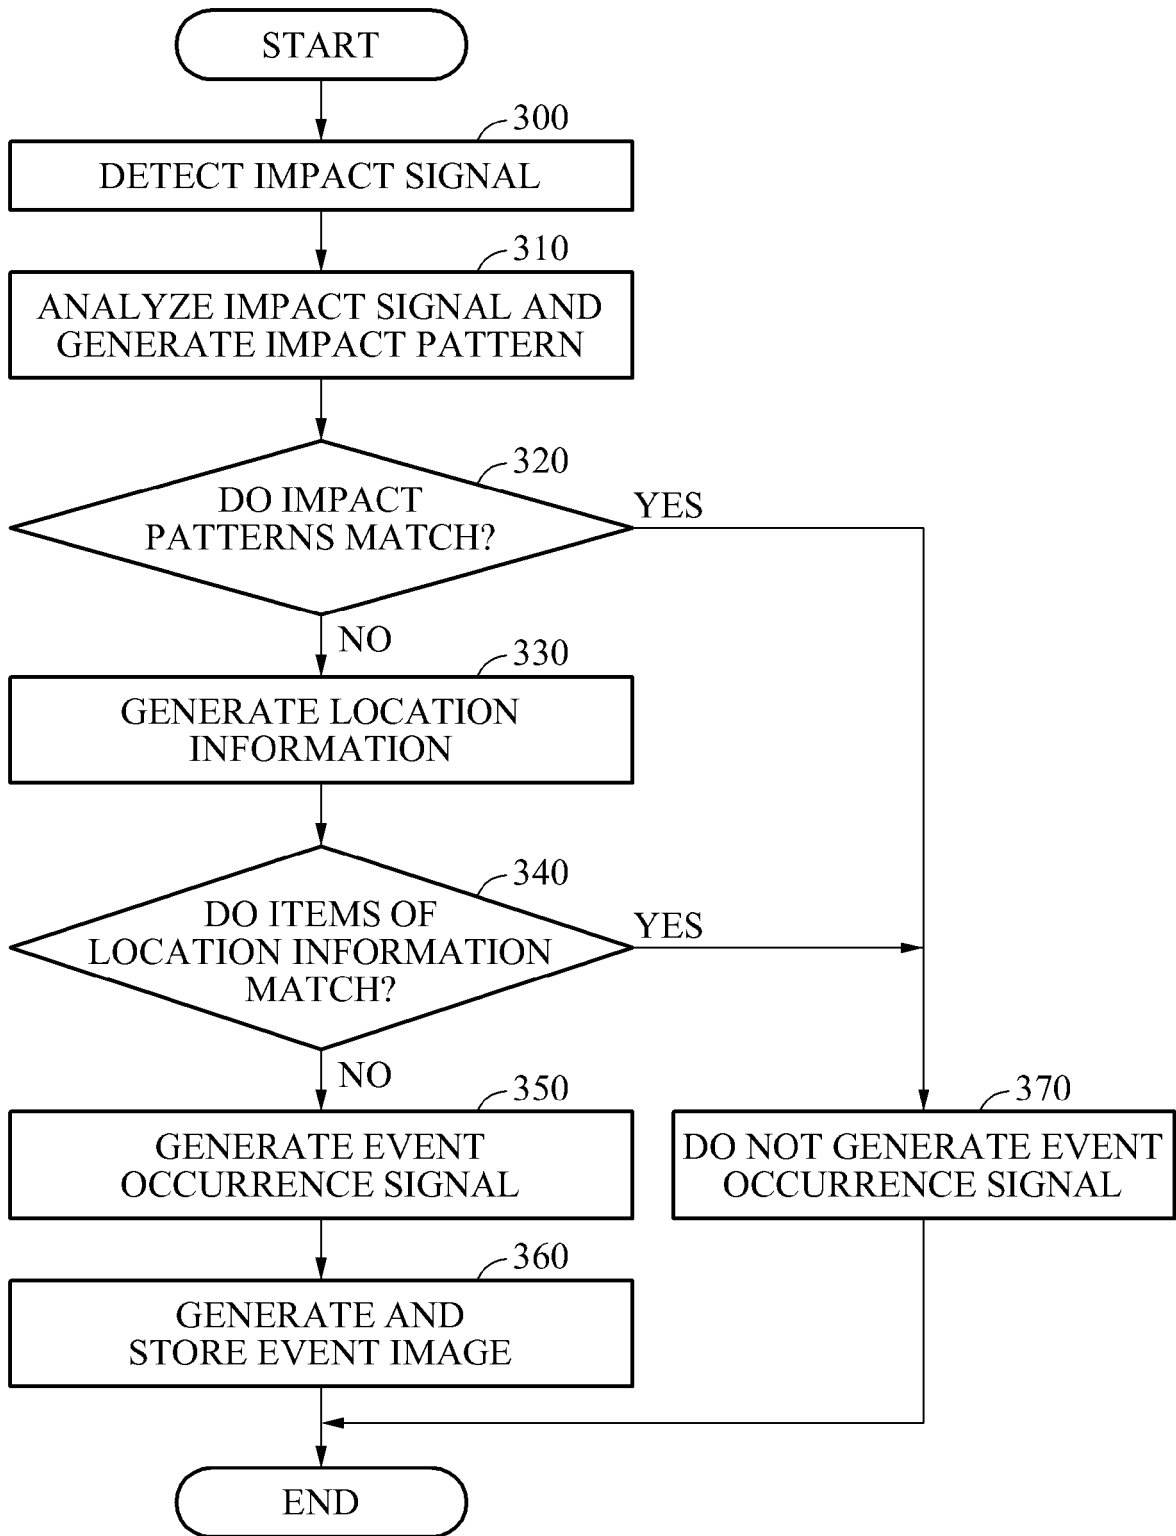 START
300
DETECT IMPACT SIGNAL
310
ANALYZE IMPACT SIGNAL AND
GENERATE IMPACT PATTERN
320
DO IMPACT
PATTERNS MATCH?
YES
NO
330
GENERATE LOCATION
INFORMATION
340
DO ITEMS OF
LOCATION INFORMATION
MATCH?
YES
NO
350
GENERATE EVENT
OCCURRENCE SIGNAL
370
DO NOT GENERATE EVENT
OCCURRENCE SIGNAL
360
GENERATE AND
STORE EVENT IMAGE
END